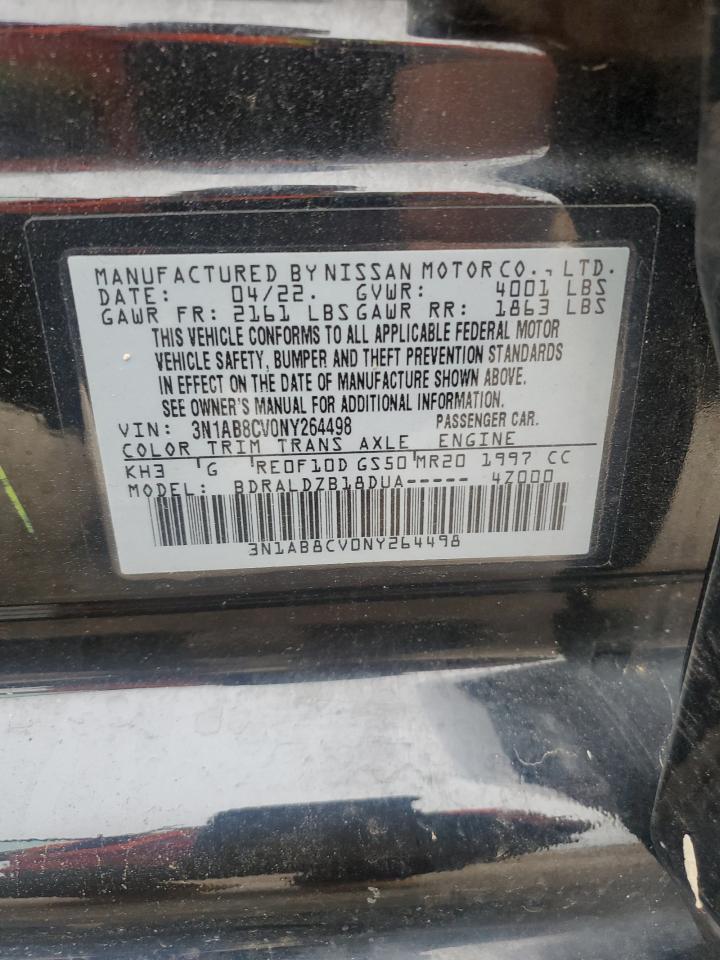 MANUFACTURED BY NISSAN MOTOR CO., LTD.
DATE: 04/22. GVWR: 4001 LBS
GAWR FR: 2161 LBS GAWR RR: 1863 LBS
THIS VEHICLE CONFORMS TO ALL APPLICABLE FEDERAL MOTOR
VEHICLE SAFETY, BUMPER AND THEFT PREVENTION STANDARDS
IN EFFECT ON THE DATE OF MANUFACTURE SHOWN ABOVE.
SEE OWNER'S MANUAL FOR ADDITIONAL INFORMATION.
VIN: 3N1AB8CV0NY264498 PASSENGER CAR.
COLOR TRIM TRANS AXLE ENGINE
KH3 G RE0F10D GS50 MR20 1997 CC
MODEL: BDRALDZB18DUA----- 4Z000
3N1AB8CV0NY264498